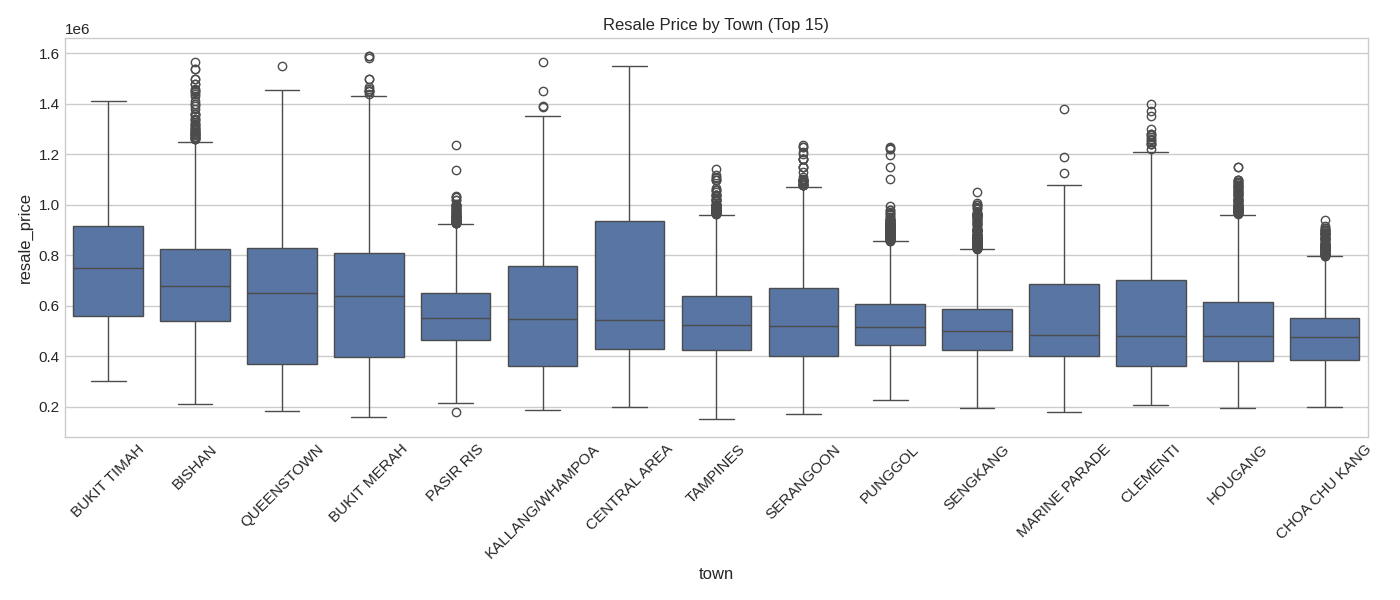 Resale Price by Town (Top 15)
1e6
1.6
1.4
1.2
1.0
0.8
0.6
0.4
0.2
resale_price
BUKIT TIMAH
BISHAN
QUEENSTOWN
BUKIT MERAH
PASIR RIS
KALLANG/WHAMPOA
CENTRAL AREA
TAMPINES
SERANGOON
PUNGGOL
SENGKANG
MARINE PARADE
CLEMENTI
HOUGANG
CHOA CHU KANG
town